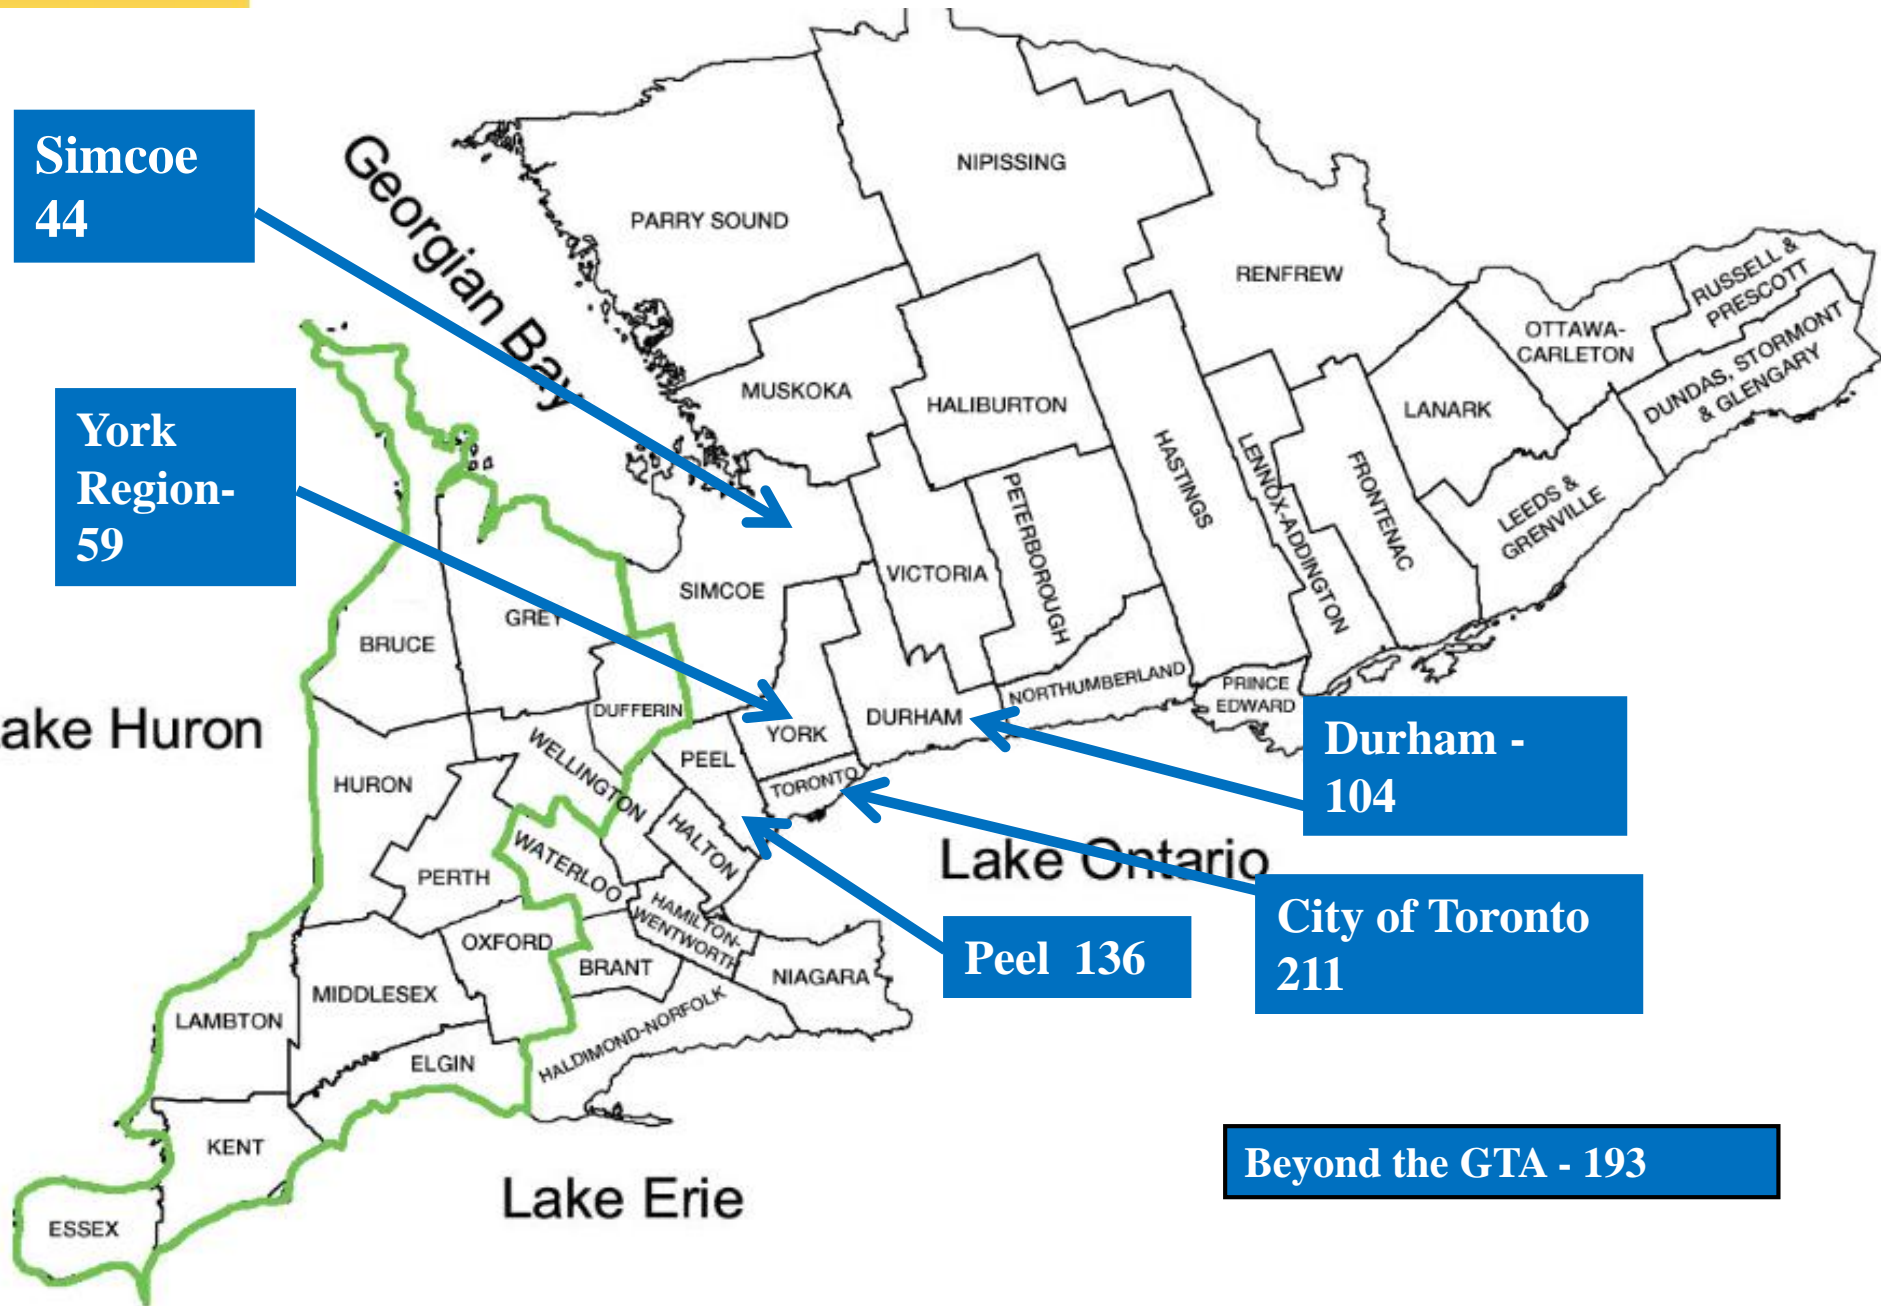 Simcoe
44
Georgian Bay
York
Region-
59
NIPISSING
PARRY SOUND
RENFREW
RUSSELL &
PRESCOTT
OTTAWA-
CARLETON
DUNDAS, STORMONT
& GLENGARY
MUSKOKA
HALIBURTON
LANARK
HASTINGS
LENNOX-ADDINGTON
FRONTENAC
LEEDS &
GRENVILLE
PETERBOROUGH
VICTORIA
SIMCOE
GREY
BRUCE
NORTHUMBERLAND
PRINCE
EDWARD
DUFFERIN
DURHAM
YORK
PEEL
TORONTO
ake Huron
WELLINGTON
HURON
HALTON
WATERLOO
PERTH
Durham -
104
Lake Ontario
City of Toronto
211
Peel 136
HAMILTON-
WENTWORTH
OXFORD
BRANT
NIAGARA
MIDDLESEX
LAMBTON
HALDIMOND-NORFOLK
ELGIN
KENT
ESSEX
Lake Erie
Beyond the GTA - 193